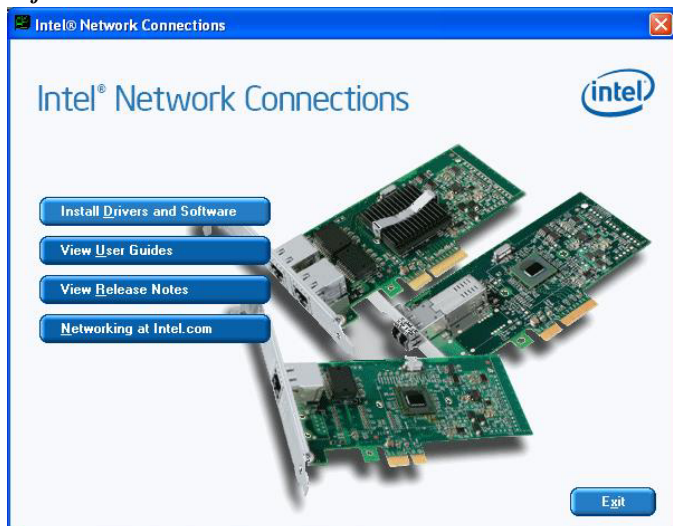 Intel® Network Connections
Intel® Network Connections
intel
Install Drivers and Software
View User Guides
View Release Notes
Networking at Intel.com
Exit